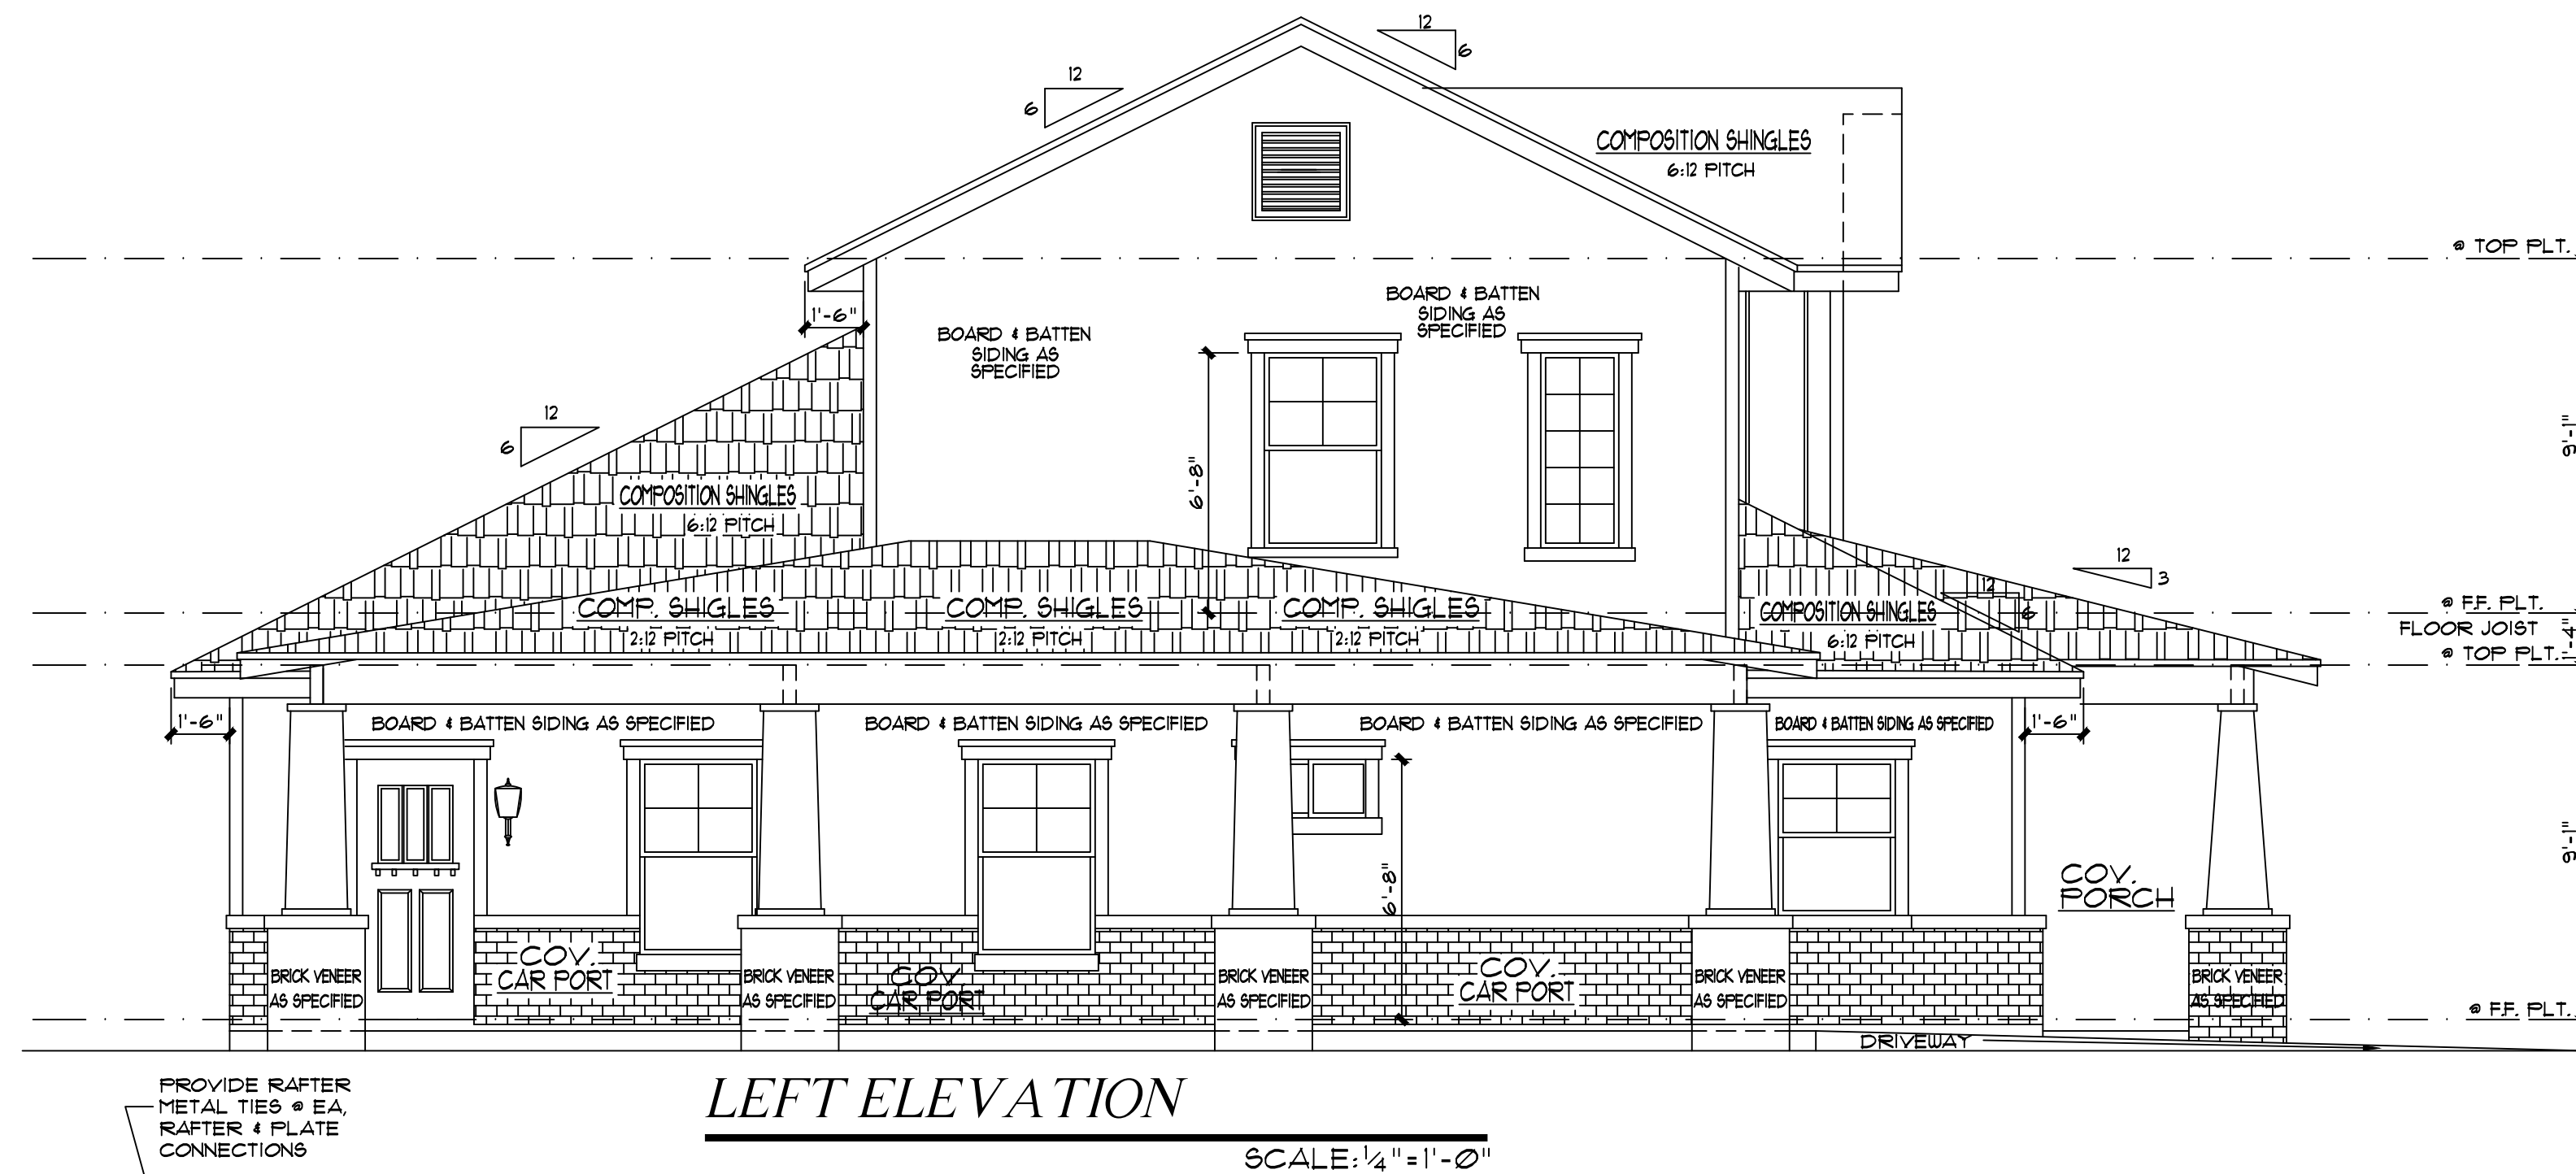 12
6
12
6
COMPOSITION SHINGLES
6:12 PITCH
@ TOP PLT.
1'-6"
BOARD & BATTEN
SIDING AS
SPECIFIED
BOARD & BATTEN
SIDING AS
SPECIFIED
12
6
6'-8"
9'-1"
COMPOSITION SHINGLES
6:12 PITCH
12
3
12
6
COMP. SHIGLES
2:12 PITCH
COMP. SHIGLES
2:12 PITCH
COMP. SHIGLES
2:12 PITCH
COMPOSITION SHINGLES
6:12 PITCH
@ F.F. PLT.
FLOOR JOIST
@ TOP PLT.
1'-6"
BOARD & BATTEN SIDING AS SPECIFIED
BOARD & BATTEN SIDING AS SPECIFIED
BOARD & BATTEN SIDING AS SPECIFIED
BOARD & BATTEN SIDING AS SPECIFIED
1'-6"
6'-8"
9'-1"
COV.
PORCH
BRICK VENEER
AS SPECIFIED
COV.
CAR PORT
BRICK VENEER
AS SPECIFIED
COV.
CAR PORT
BRICK VENEER
AS SPECIFIED
COV.
CAR PORT
BRICK VENEER
AS SPECIFIED
BRICK VENEER
AS SPECIFIED
@ F.F. PLT.
DRIVEWAY
PROVIDE RAFTER
METAL TIES @ EA,
RAFTER & PLATE
CONNECTIONS
LEFT ELEVATION
SCALE:1/4"=1'-0"